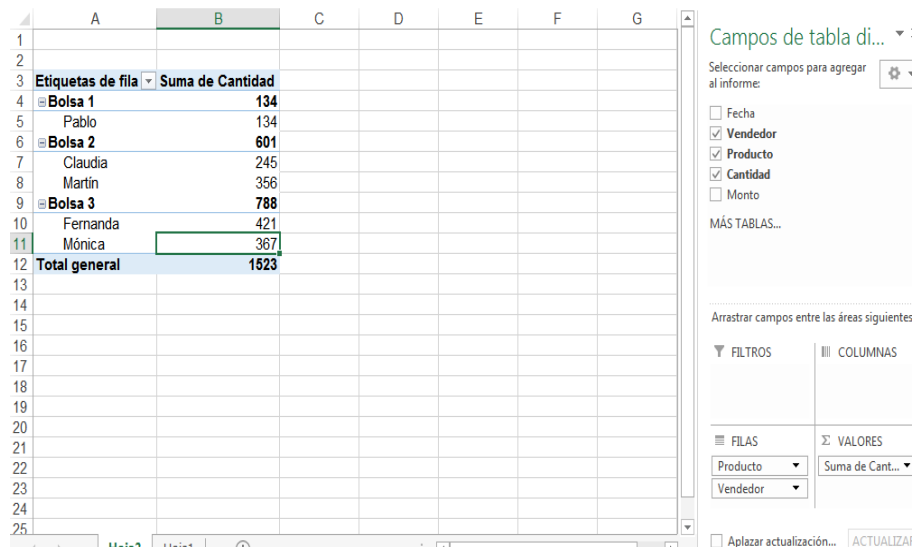 A B C D E F G
1
2
3 Etiquetas de fila Suma de Cantidad
4 Bolsa 1 134
5 Pablo 134
6 Bolsa 2 601
7 Claudia 245
8 Martín 356
9 Bolsa 3 788
10 Fernanda 421
11 Mónica 367
12 Total general 1523
13
14
15
16
17
18
19
20
21
22
23
24
25
Campos de tabla di...
Seleccionar campos para agregar
al informe:
Fecha
Vendedor
Producto
Cantidad
Monto
MÁS TABLAS...
Arrastrar campos entre las áreas siguientes
FILTROS COLUMNAS
FILAS Σ VALORES
Producto Suma de Cant...
Vendedor
Aplazar actualización... ACTUALIZAR